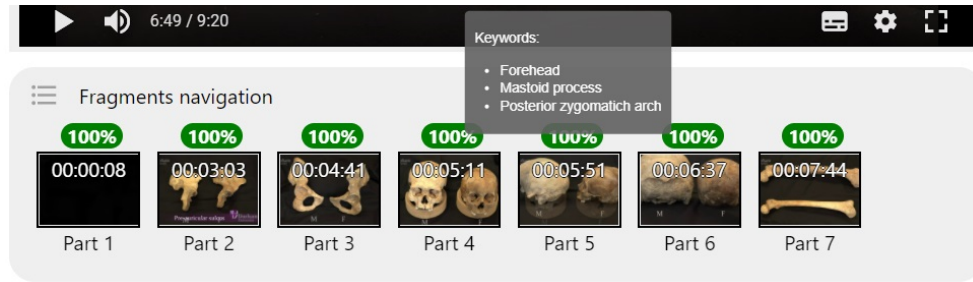 6:49 / 9:20
Keywords:
Forehead
Mastoid process
Posterior zygomatich arch
Fragments navigation
100% 100% 100% 100% 100% 100% 100%
00:00:08 00:03:03 00:04:41 00:05:11 00:05:51 00:06:37 00:07:44
M F M F M F M F
Part 1 Part 2 Part 3 Part 4 Part 5 Part 6 Part 7